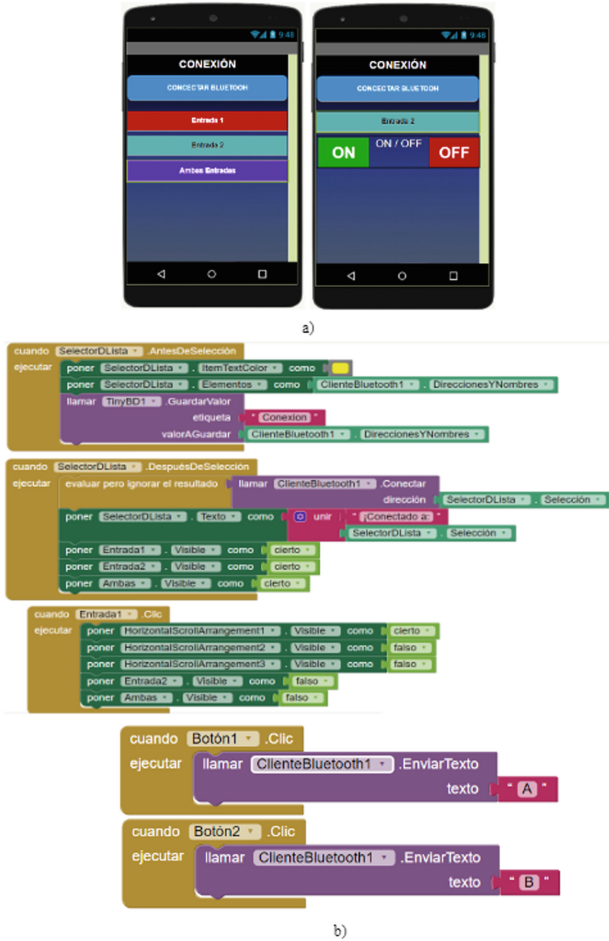 9:48
CONEXIÓN
CONCECTAR BLUETOOH
Entrada 1
Entrada 2
Ambas Entradas
9:48
CONEXIÓN
CONCECTAR BLUETOOH
Entrada 2
ON
ON / OFF
OFF
a)
cuando SelectorDLista .AntesDeSelección
ejecutar poner SelectorDLista . ItemTextColor como
poner SelectorDLista . Elementos como ClienteBluetooth1 . DireccionesYNombres
llamar TinyBD1 .GuardarValor
etiqueta " Conexion "
valorAGuardar ClienteBluetooth1 . DireccionesYNombres
cuando SelectorDLista .DespuésDeSelección
ejecutar evaluar pero ignorar el resultado llamar ClienteBluetooth1 .Conectar
dirección SelectorDLista . Selección
poner SelectorDLista . Texto como unir " ¡Conectado a: "
SelectorDLista . Selección
poner Entrada1 . Visible como cierto
poner Entrada2 . Visible como cierto
poner Ambas . Visible como cierto
cuando Entrada1 .Clic
ejecutar poner HorizontalScrollArrangement1 . Visible como cierto
poner HorizontalScrollArrangement2 . Visible como falso
poner HorizontalScrollArrangement3 . Visible como falso
poner Entrada2 . Visible como falso
poner Ambas . Visible como falso
cuando Botón1 .Clic
ejecutar llamar ClienteBluetooth1 .EnviarTexto
texto " A "
cuando Botón2 .Clic
ejecutar llamar ClienteBluetooth1 .EnviarTexto
texto " B "
b)